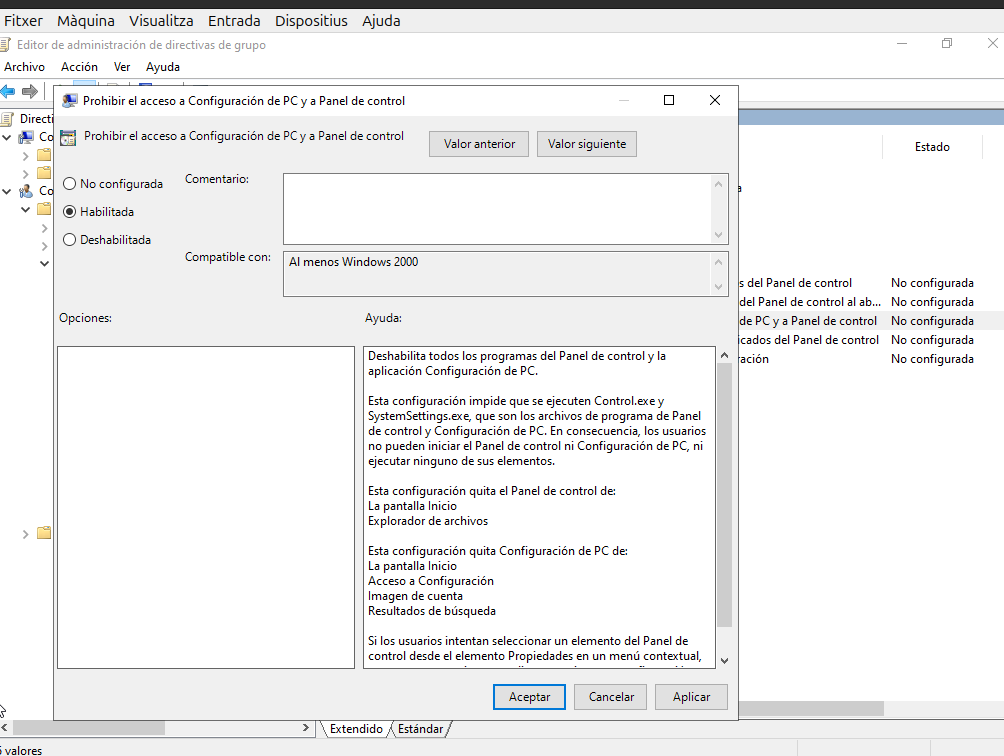 Fitxer Màquina Visualitza Entrada Dispositius Ajuda
Editor de administración de directivas de grupo
Archivo Acción Ver Ayuda
Prohibir el acceso a Configuración de PC y a Panel de control
Prohibir el acceso a Configuración de PC y a Panel de control
Valor anterior Valor siguiente
No configurada
Habilitada
Deshabilitada
Comentario:
Compatible con: Al menos Windows 2000
Opciones: Ayuda:
Deshabilita todos los programas del Panel de control y la
aplicación Configuración de PC.
Esta configuración impide que se ejecuten Control.exe y
SystemSettings.exe, que son los archivos de programa de Panel
de control y Configuración de PC. En consecuencia, los usuarios
no pueden iniciar el Panel de control ni Configuración de PC, ni
ejecutar ninguno de sus elementos.
Esta configuración quita el Panel de control de:
La pantalla Inicio
Explorador de archivos
Esta configuración quita Configuración de PC de:
La pantalla Inicio
Acceso a Configuración
Imagen de cuenta
Resultados de búsqueda
Si los usuarios intentan seleccionar un elemento del Panel de
control desde el elemento Propiedades en un menú contextual,
Aceptar Cancelar Aplicar
Directi
Co
Co
Estado
a
s del Panel de control No configurada
del Panel de control al ab... No configurada
de PC y a Panel de control No configurada
icados del Panel de control No configurada
ración No configurada
Extendido Estándar
5 valores